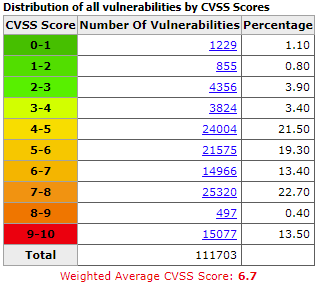 Distribution of all vulnerabilities by CVSS Scores
CVSS Score Number Of Vulnerabilities Percentage
0-1 1229 1.10
1-2 855 0.80
2-3 4356 3.90
3-4 3824 3.40
4-5 24004 21.50
5-6 21575 19.30
6-7 14966 13.40
7-8 25320 22.70
8-9 497 0.40
9-10 15077 13.50
Total 111703
Weighted Average CVSS Score: 6.7